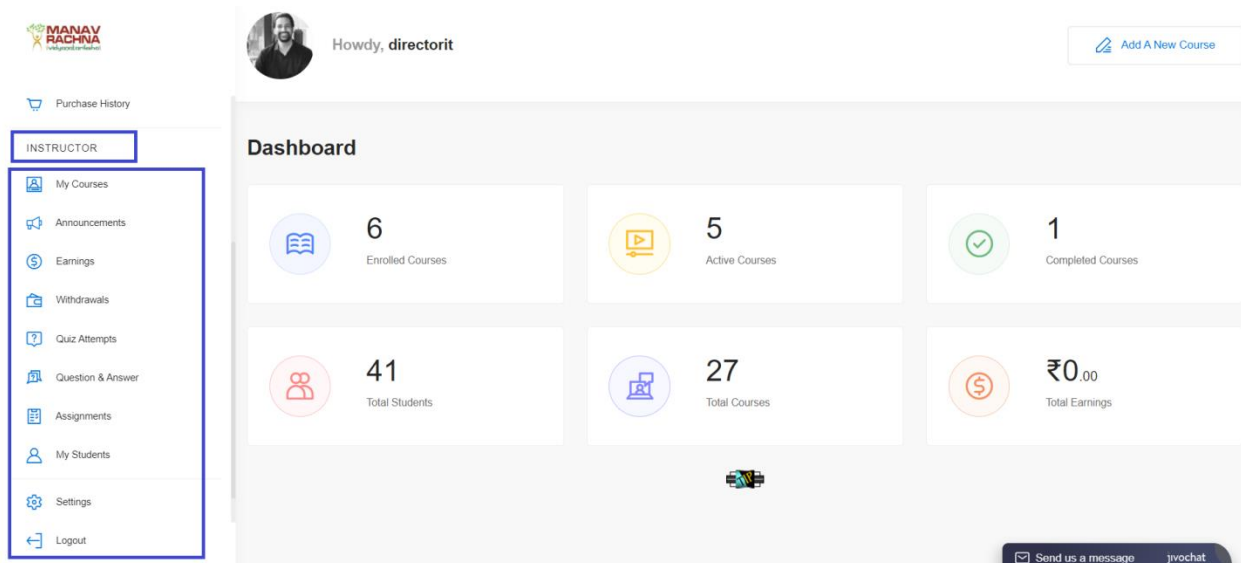 MANAV
RACHNA
Howdy, directorit
Add A New Course
Purchase History
INSTRUCTOR
My Courses
Announcements
Earnings
Withdrawals
Quiz Attempts
Question & Answer
Assignments
My Students
Settings
Logout
Dashboard
6
Enrolled Courses
5
Active Courses
1
Completed Courses
41
Total Students
27
Total Courses
₹0.00
Total Earnings
Send us a message jivochat